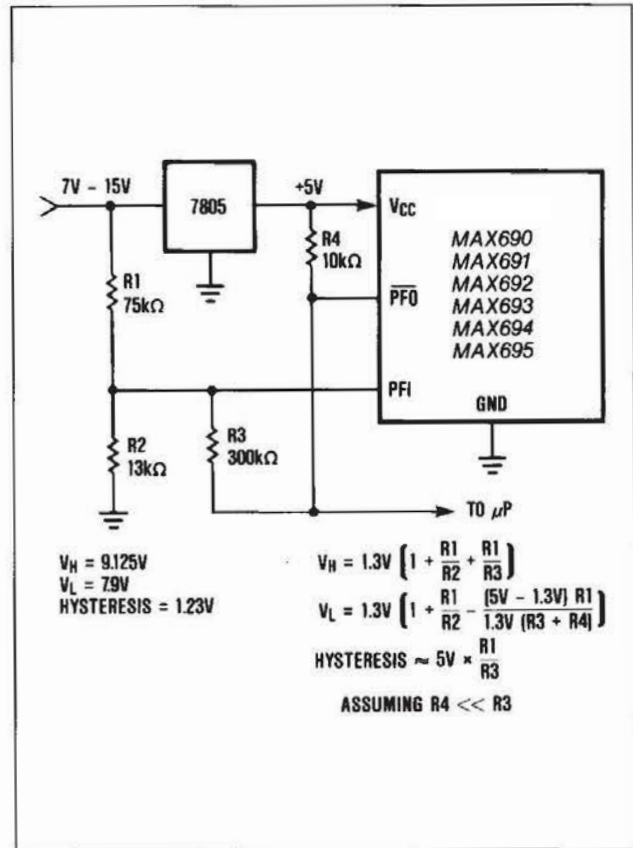 7V – 15V
7805
+5V
VCC
R4
10kΩ
MAX690
MAX691
MAX692
MAX693
MAX694
MAX695
PFO
R1
75kΩ
PFI
GND
R2
13kΩ
R3
300kΩ
TO µP
VH = 9.125V
VL = 7.9V
HYSTERESIS = 1.23V
VH = 1.3V (1 + R1/R2 + R1/R3)
VL = 1.3V (1 + R1/R2 – (5V – 1.3V) R1/1.3V (R3 + R4))
HYSTERESIS ≈ 5V × R1/R3
ASSUMING R4 << R3